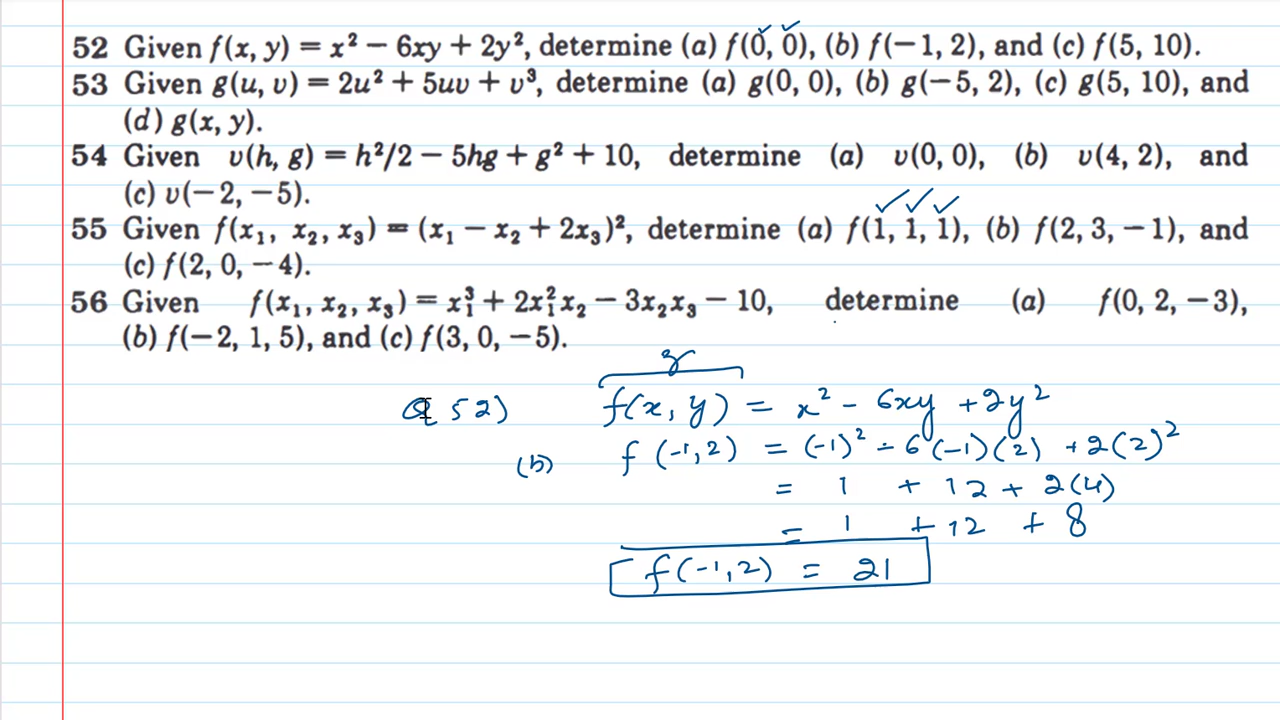 52 Given f(x, y) = x² − 6xy + 2y², determine (a) f(0, 0), (b) f(−1, 2), and (c) f(5, 10).
53 Given g(u, v) = 2u² + 5uv + v³, determine (a) g(0, 0), (b) g(−5, 2), (c) g(5, 10), and
(d) g(x, y).
54 Given v(h, g) = h²/2 − 5hg + g² + 10, determine (a) v(0, 0), (b) v(4, 2), and
(c) v(−2, −5).
55 Given f(x₁, x₂, x₃) = (x₁ − x₂ + 2x₃)², determine (a) f(1, 1, 1), (b) f(2, 3, −1), and
(c) f(2, 0, −4).
56 Given f(x₁, x₂, x₃) = x₁³ + 2x₁²x₂ − 3x₂x₃ − 10, determine (a) f(0, 2, −3),
(b) f(−2, 1, 5), and (c) f(3, 0, −5).
z
Q 52) f(x, y) = x² − 6xy + 2y²
(b) f(-1,2) = (-1)² - 6(-1)(2) + 2(2)²
= 1 + 12 + 2(4)
= 1 + 12 + 8
f(-1,2) = 21